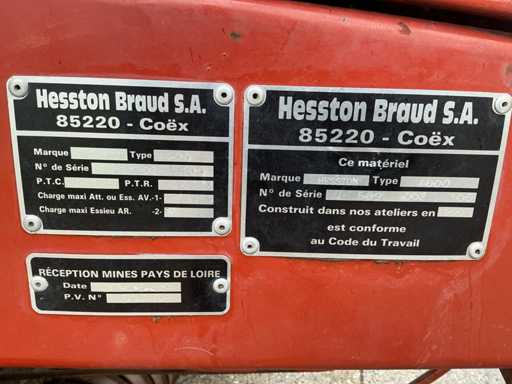 Hesston Braud S.A.
85220 - Coëx
Marque Type
N° de Série
P.T.C. P.T.R.
Charge maxi Att. ou Ess. AV.-1-
Charge maxi Essieu AR. -2-
RÉCEPTION MINES PAYS DE LOIRE
Date
P.V. N°
Hesston Braud S.A.
85220 - Coëx
Ce matériel
Marque HESSTON Type
N° de Série
Construit dans nos ateliers en
est conforme
au Code du Travail